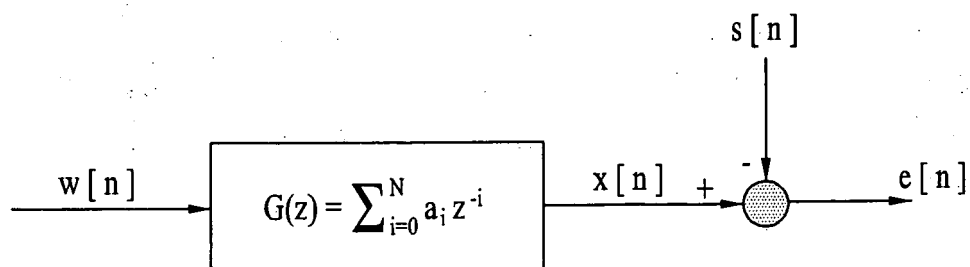 s[n]
w[n]
G(z) = ∑_{i=0}^{N} a_i z^{-i}
x[n]
+
-
e[n]